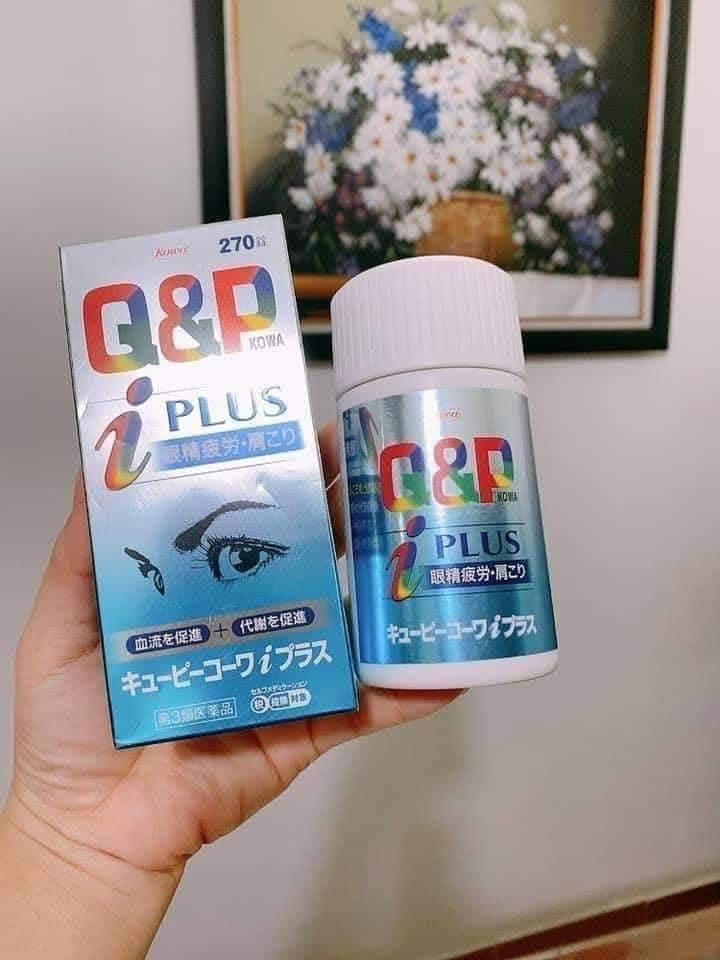 Kowa
270錠
Q&P
KOWA
i PLUS
眼精疲労・肩こり
血流を促進 + 代謝を促進
キューピーコーワiプラス
第3類医薬品
セルフメディケーション
税 控除 対象
Kowa
Q&P
KOWA
i PLUS
眼精疲労・肩こり
キューピーコーワiプラス